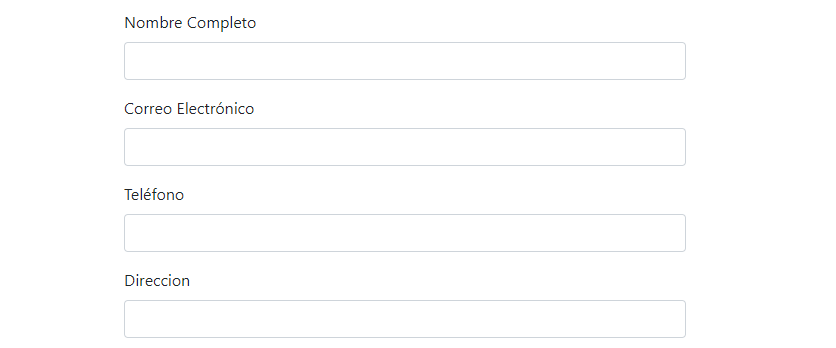 Nombre Completo
Correo Electrónico
Teléfono
Direccion